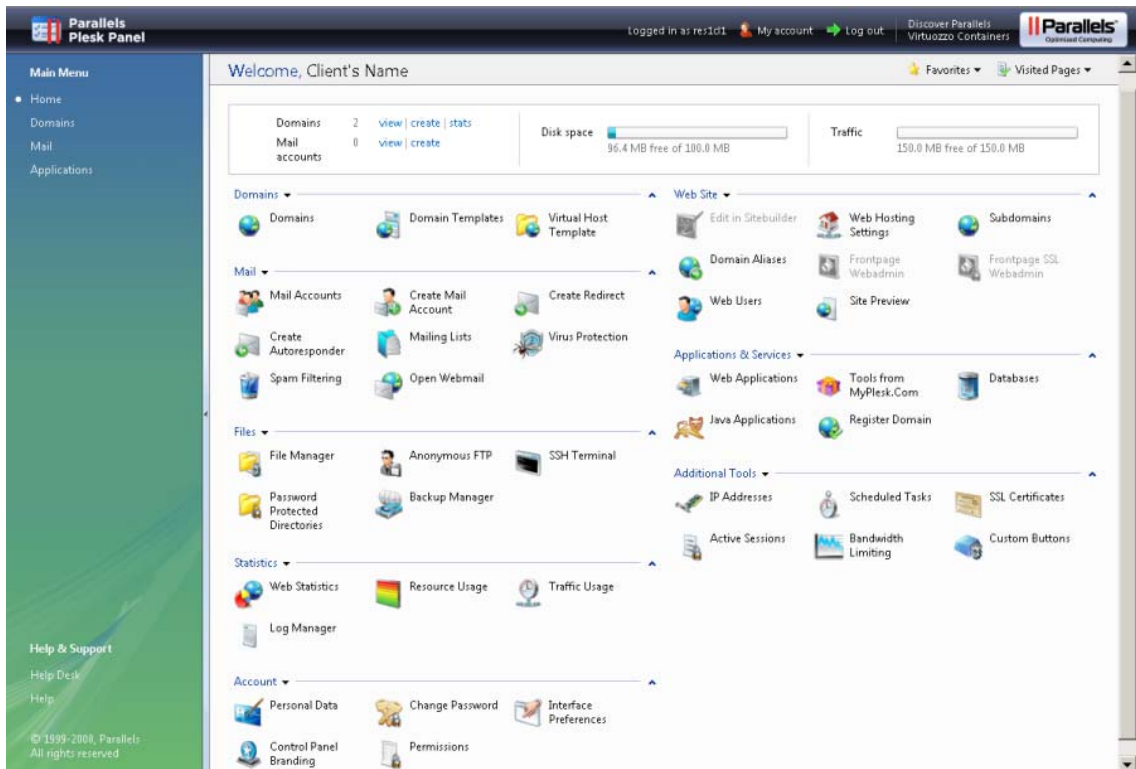 Parallels
Plesk Panel
Logged in as res1cl1
My account
Log out
Discover Parallels
Virtuozzo Containers
Parallels
Optimized Computing
Main Menu
Home
Domains
Mail
Applications
Welcome, Client's Name
Favorites
Visited Pages
Domains 2 view | create | stats
Mail accounts 0 view | create
Disk space
96.4 MB free of 100.0 MB
Traffic
150.0 MB free of 150.0 MB
Domains
Domains
Domain Templates
Virtual Host
Template
Mail
Mail Accounts
Create Mail
Account
Create Redirect
Create
Autoresponder
Mailing Lists
Virus Protection
Spam Filtering
Open Webmail
Files
File Manager
Anonymous FTP
SSH Terminal
Password
Protected
Directories
Backup Manager
Statistics
Web Statistics
Resource Usage
Traffic Usage
Log Manager
Account
Personal Data
Change Password
Interface
Preferences
Control Panel
Branding
Permissions
Web Site
Edit in Sitebuilder
Web Hosting
Settings
Subdomains
Domain Aliases
Frontpage
Webadmin
Frontpage SSL
Webadmin
Web Users
Site Preview
Applications & Services
Web Applications
Tools from
MyPlesk.Com
Databases
Java Applications
Register Domain
Additional Tools
IP Addresses
Scheduled Tasks
SSL Certificates
Active Sessions
Bandwidth
Limiting
Custom Buttons
Help & Support
Help Desk
Help
© 1999-2008, Parallels
All rights reserved